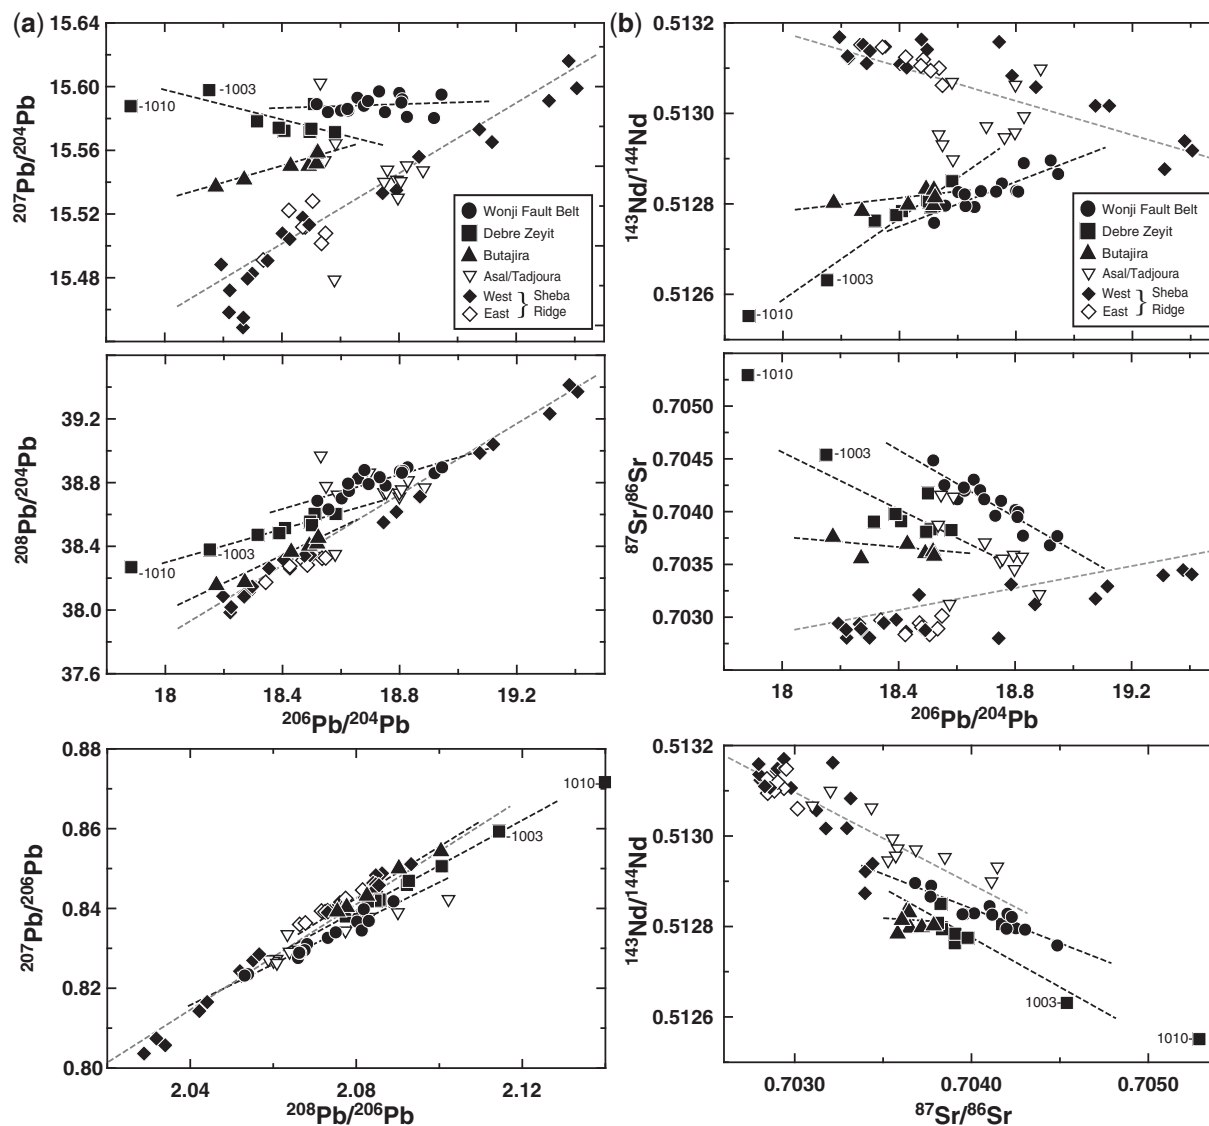 (a)
15.64
15.60
15.56
15.52
15.48
207Pb/204Pb
-1003
-1010
Wonji Fault Belt
Debre Zeyit
Butajira
Asal/Tadjoura
West } Sheba
East } Ridge
39.2
38.8
38.4
38.0
37.6
208Pb/204Pb
-1003
-1010
18 18.4 18.8 19.2
206Pb/204Pb
0.88
0.86
0.84
0.82
0.80
207Pb/206Pb
1010-
-1003
2.04 2.08 2.12
208Pb/206Pb
(b)
0.5132
0.5130
0.5128
0.5126
143Nd/144Nd
-1003
-1010
Wonji Fault Belt
Debre Zeyit
Butajira
Asal/Tadjoura
West } Sheba
East } Ridge
0.7050
0.7045
0.7040
0.7035
0.7030
87Sr/86Sr
-1010
-1003
18 18.4 18.8 19.2
206Pb/204Pb
0.5132
0.5130
0.5128
0.5126
143Nd/144Nd
1003-
1010-
0.7030 0.7040 0.7050
87Sr/86Sr